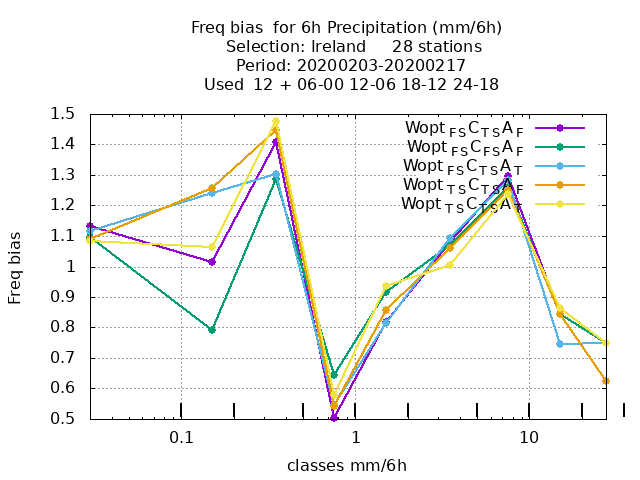 Freq bias  for 6h Precipitation (mm/6h)
Selection: Ireland     28 stations
Period: 20200203-20200217
Used  12 + 06-00 12-06 18-12 24-18
Wopt FS C TS A F
Wopt FS C FS A F
Wopt FS C TS A T
Wopt TS C TS A F
Wopt TS C TS A T
1.5
1.4
1.3
1.2
1.1
1
0.9
0.8
0.7
0.6
0.5
Freq bias
0.1 1 10
classes mm/6h